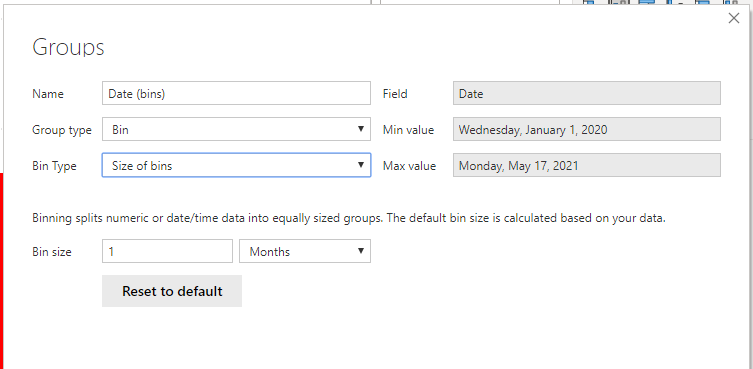 Groups
Name Date (bins) Field Date
Group type Bin Min value Wednesday, January 1, 2020
Bin Type Size of bins Max value Monday, May 17, 2021
Binning splits numeric or date/time data into equally sized groups. The default bin size is calculated based on your data.
Bin size 1 Months
Reset to default